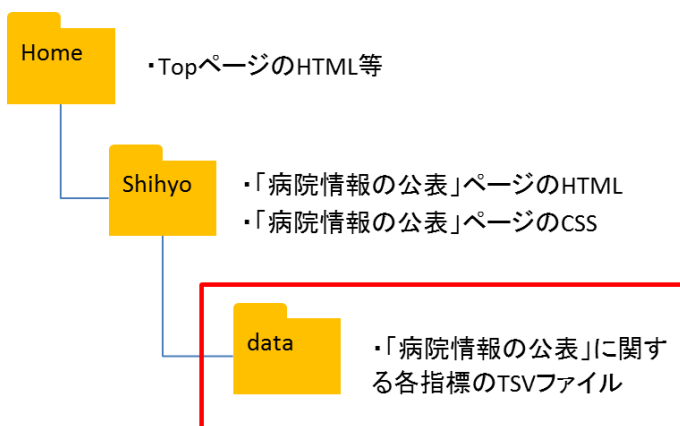 Home
・TopページのHTML等
Shihyo
・「病院情報の公表」ページのHTML
・「病院情報の公表」ページのCSS
data
・「病院情報の公表」に関す
る各指標のTSVファイル